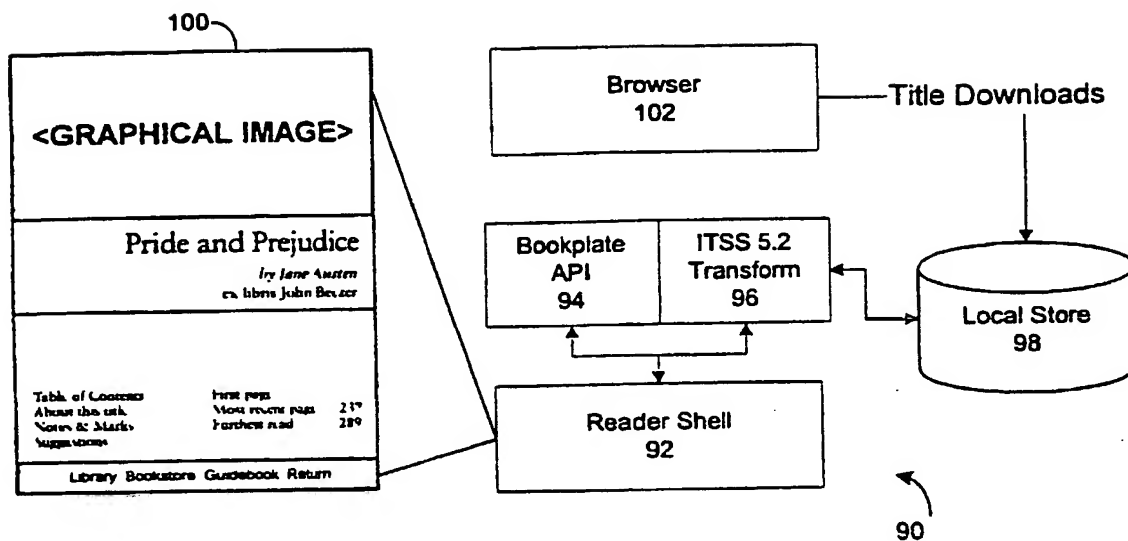 100
<GRAPHICAL IMAGE>
Pride and Prejudice
by Jane Austen
ex libris John
Table of Contents
About this title
Notes & Marks
Suggestions
First page
Most recent page 237
Furthest read 289
Library Bookstore Guidebook Return
Browser
102
Title Downloads
Bookplate
API
94
ITSS 5.2
Transform
96
Local Store
98
Reader Shell
92
90